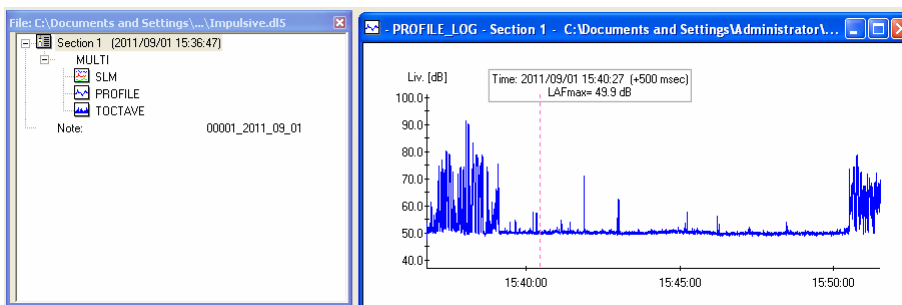 File: C:\Documents and Settings\...\Impulsive.dl5
Section 1 (2011/09/01 15:36:47)
MULTI
SLM
PROFILE
TOCTAVE
Note: 00001_2011_09_01
- PROFILE_LOG - Section 1 - C:\Documents and Settings\Administrator\...
Liv. [dB]
Time: 2011/09/01 15:40:27 (+500 msec)
LAFmax= 49.9 dB
100.0
90.0
80.0
70.0
60.0
50.0
40.0
15:40:00 15:45:00 15:50:00